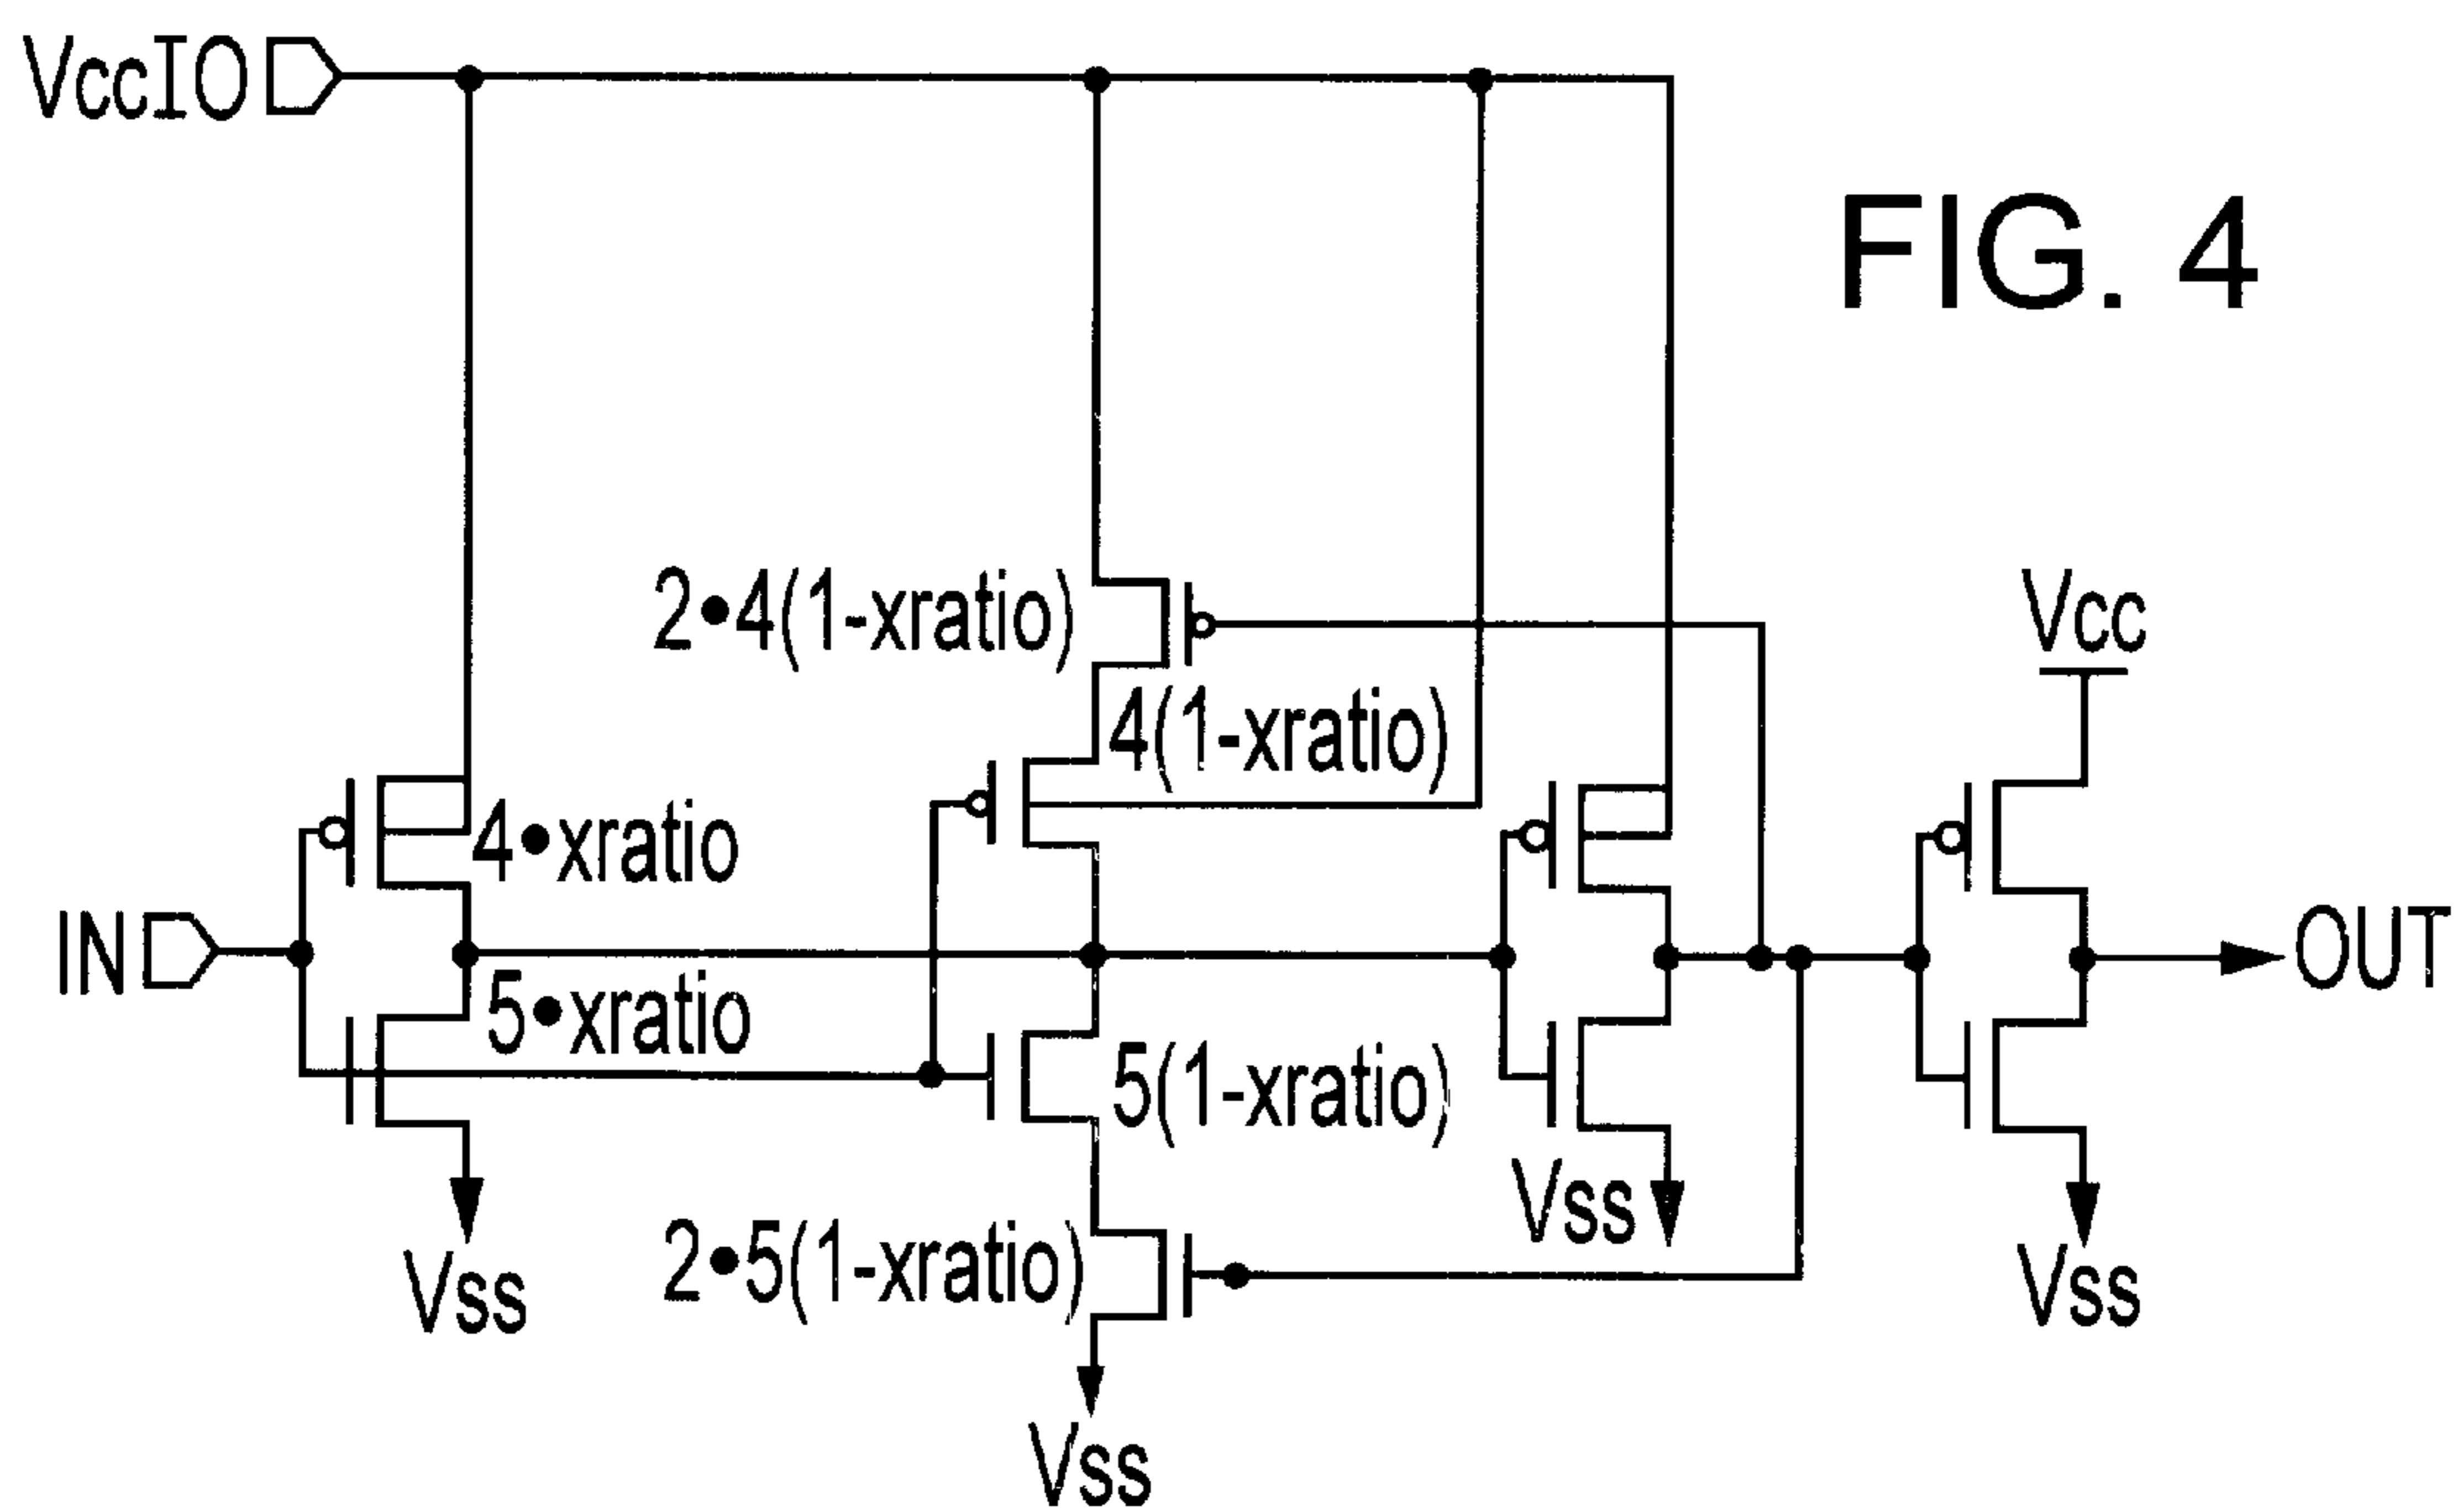 VccIO
FIG. 4
2•4(1-xratio)
Vcc
4(1-xratio)
4•xratio
IN
OUT
5•xratio
5(1-xratio)
Vss
2•5(1-xratio)
Vss
Vss
Vss